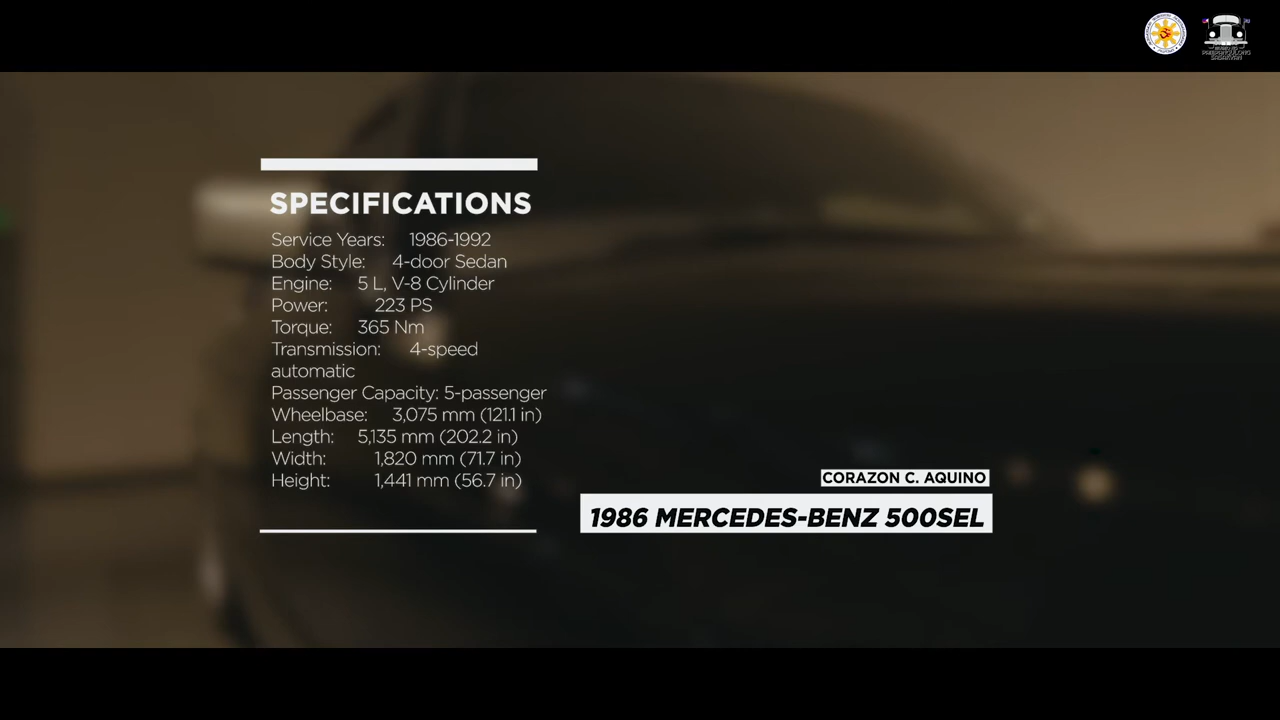 PAMPANGULONG
SASAKYAN
SPECIFICATIONS
Service Years: 1986-1992
Body Style: 4-door Sedan
Engine: 5 L, V-8 Cylinder
Power: 223 PS
Torque: 365 Nm
Transmission: 4-speed
automatic
Passenger Capacity: 5-passenger
Wheelbase: 3,075 mm (121.1 in)
Length: 5,135 mm (202.2 in)
Width: 1,820 mm (71.7 in)
Height: 1,441 mm (56.7 in)
CORAZON C. AQUINO
1986 MERCEDES-BENZ 500SEL